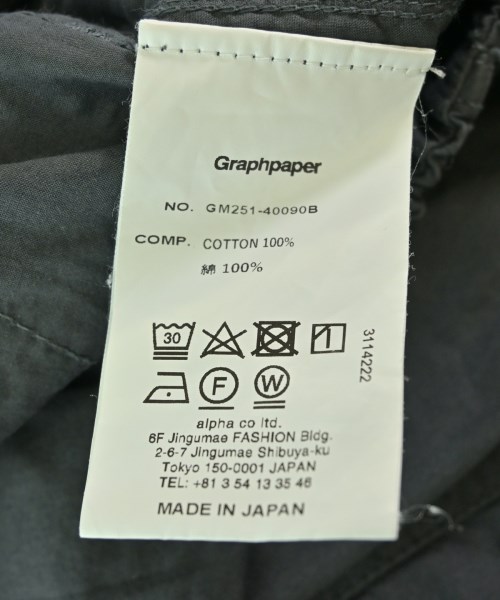 Graphpaper
NO. GM251-40090B
COMP. COTTON 100%
綿 100%
30
3114222
F W
alpha co ltd.
6F Jingumae FASHION Bldg.
2-6-7 Jingumae Shibuya-ku
Tokyo 150-0001 JAPAN
TEL: +81 3 54 13 35 46
MADE IN JAPAN